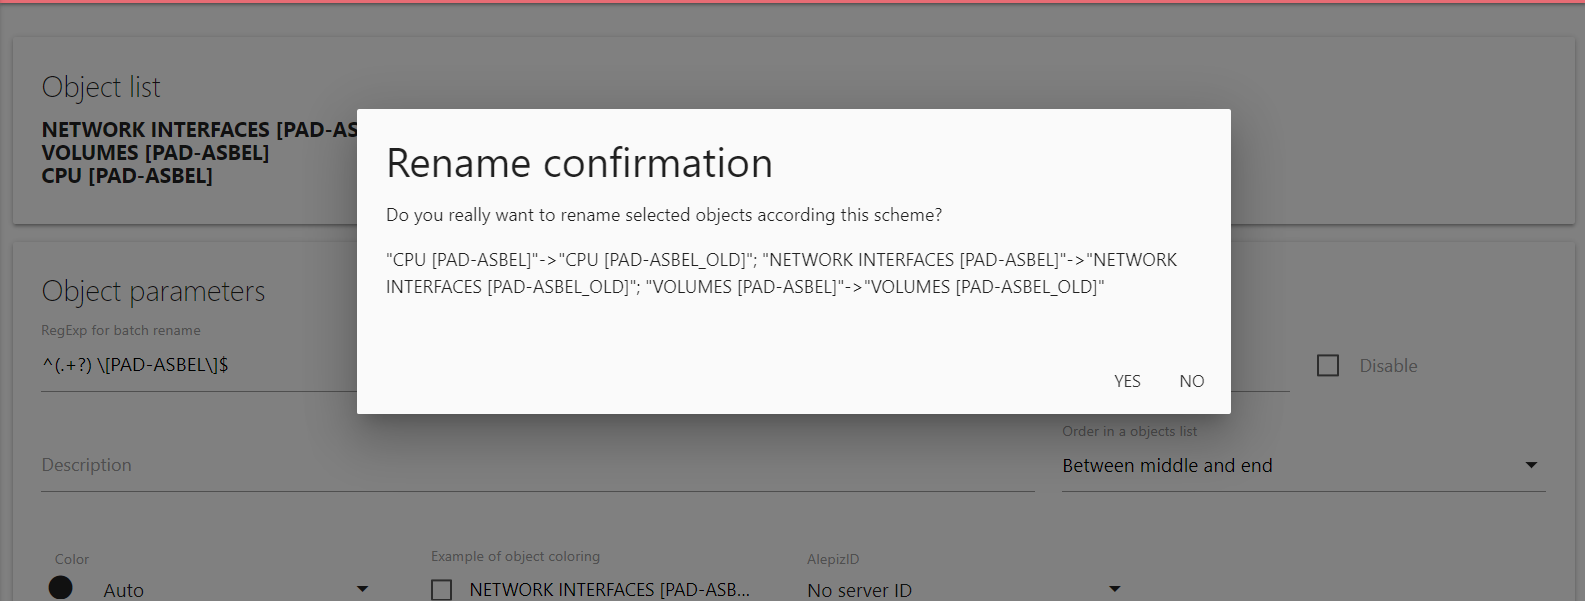 Object list
NETWORK INTERFACES [PAD-AS
VOLUMES [PAD-ASBEL]
CPU [PAD-ASBEL]
Rename confirmation
Do you really want to rename selected objects according this scheme?
"CPU [PAD-ASBEL]"->"CPU [PAD-ASBEL_OLD]"; "NETWORK INTERFACES [PAD-ASBEL]"->"NETWORK
INTERFACES [PAD-ASBEL_OLD]"; "VOLUMES [PAD-ASBEL]"->"VOLUMES [PAD-ASBEL_OLD]"
YES NO
Object parameters
RegExp for batch rename
^(.+?) \[PAD-ASBEL\]$
Disable
Description
Order in a objects list
Between middle and end
Color
Auto
Example of object coloring
NETWORK INTERFACES [PAD-ASB...
AlepizID
No server ID